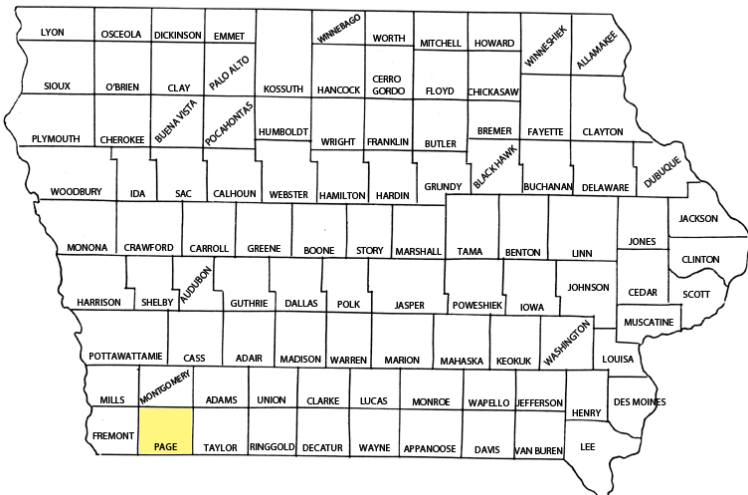 LYON OSCEOLA DICKINSON EMMET WINNEBAGO WORTH MITCHELL HOWARD WINNESHIEK ALLAMAKEE
SIOUX O'BRIEN CLAY PALO ALTO KOSSUTH HANCOCK CERRO GORDO FLOYD CHICKASAW
PLYMOUTH CHEROKEE BUENA VISTA POCAHONTAS HUMBOLDT WRIGHT FRANKLIN BUTLER BREMER FAYETTE CLAYTON
WOODBURY IDA SAC CALHOUN WEBSTER HAMILTON HARDIN GRUNDY BLACK HAWK BUCHANAN DELAWARE DUBUQUE
MONONA CRAWFORD CARROLL GREENE BOONE STORY MARSHALL TAMA BENTON LINN JONES JACKSON
CLINTON
HARRISON SHELBY AUDUBON GUTHRIE DALLAS POLK JASPER POWESHIEK IOWA JOHNSON CEDAR SCOTT
MUSCATINE
POTTAWATTAMIE CASS ADAIR MADISON WARREN MARION MAHASKA KEOKUK WASHINGTON LOUISA
MILLS MONTGOMERY ADAMS UNION CLARKE LUCAS MONROE WAPELLO JEFFERSON HENRY DES MOINES
FREMONT PAGE TAYLOR RINGGOLD DECATUR WAYNE APPANOOSE DAVIS VAN BUREN LEE